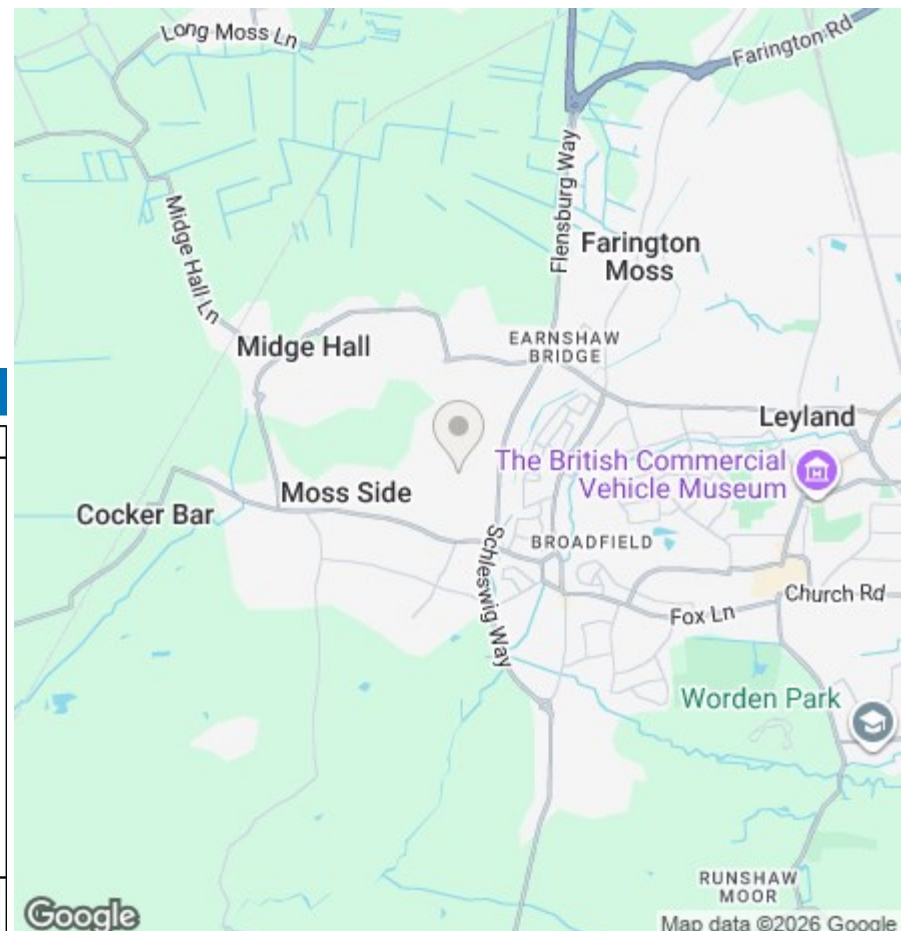 Long Moss Ln
Farington Rd
Flensburg Way
Midge Hall Ln
Farington
Moss
Midge Hall
EARNSHAW
BRIDGE
Leyland
The British Commercial
Vehicle Museum
Moss Side
Cocker Bar
BROADFIELD
Schleswig Way
Church Rd
Fox Ln
Worden Park
RUNSHAW
MOOR
Google
Map data ©2026 Google